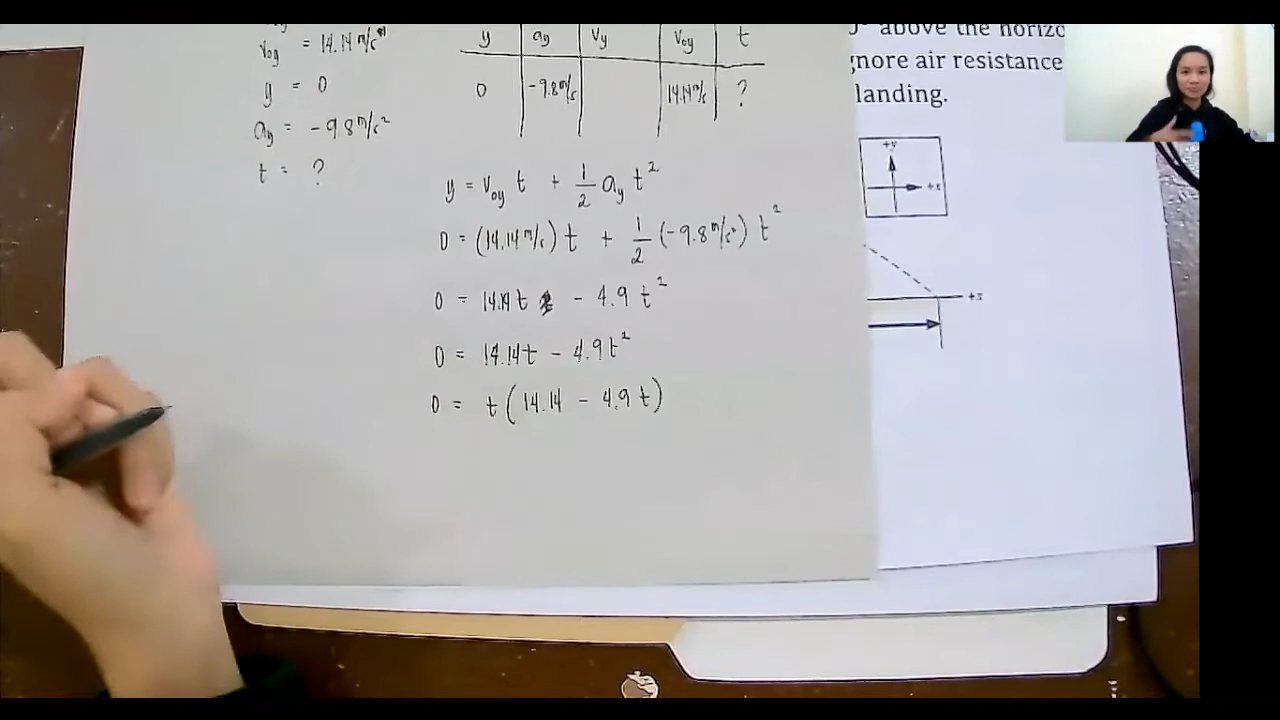 v₀y = 14.14 m/s
y = 0
ay = -9.8 m/s²
t = ?
y ay vy v₀y t
0 -9.8 m/s 14.14 m/s ?
y = v₀y t + 1/2 ay t²
0 = (14.14 m/s) t + 1/2 (-9.8 m/s²) t²
0 = 14.14 t - 4.9 t²
0 = 14.14t - 4.9t²
0 = t(14.14 - 4.9 t)
above the horizo
gnore air resistance
landing.
+y
+x
+x